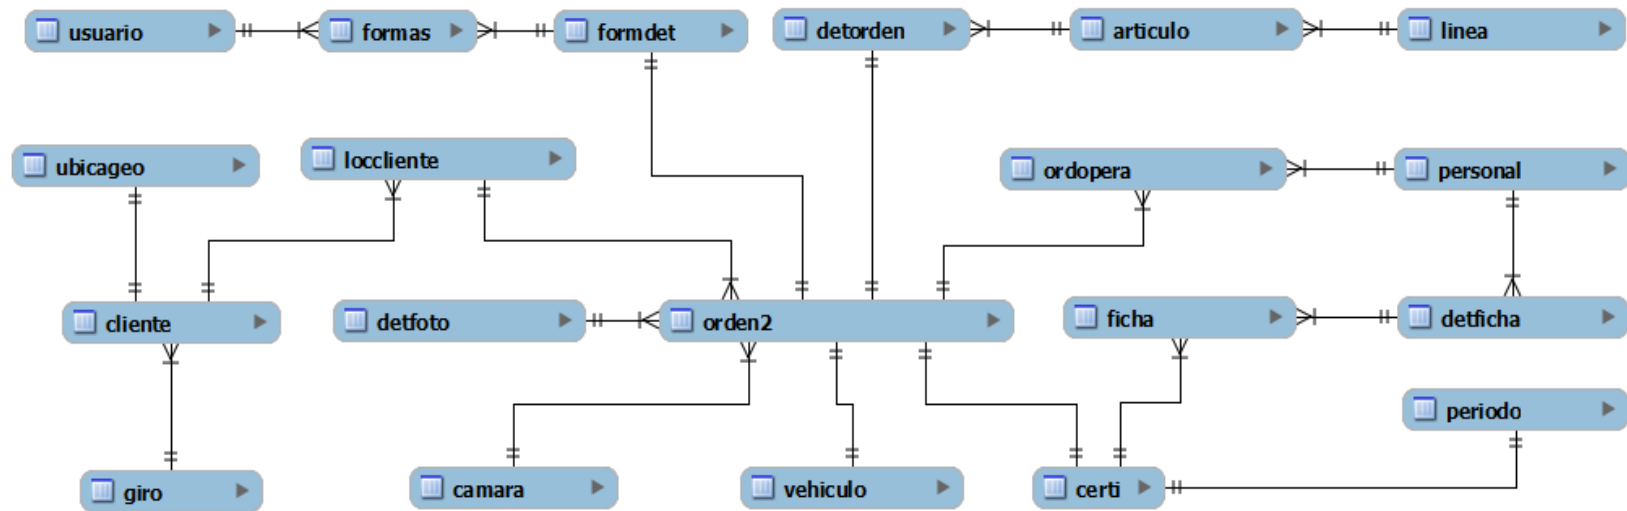 usuario
formas
formdet
detorden
articulo
linea
ubicageo
loccliente
ordopera
personal
cliente
detfoto
orden2
ficha
detficha
periodo
giro
camara
vehiculo
certi